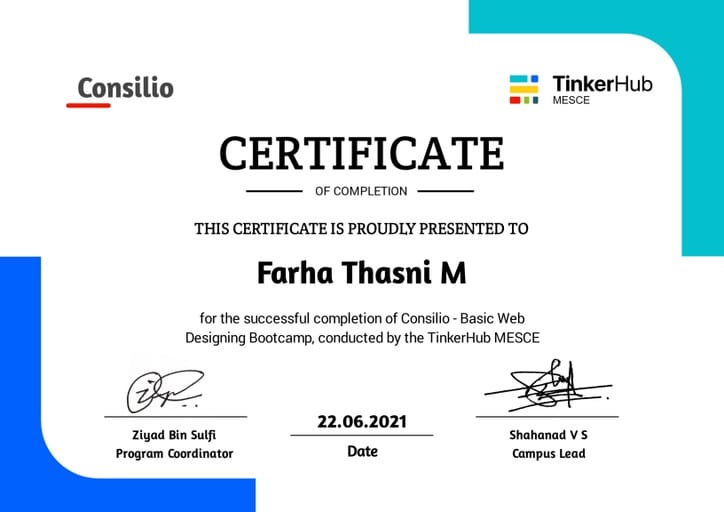 Consilio
TinkerHub
MESCE
CERTIFICATE
OF COMPLETION
THIS CERTIFICATE IS PROUDLY PRESENTED TO
Farha Thasni M
for the successful completion of Consilio - Basic Web
Designing Bootcamp, conducted by the TinkerHub MESCE
22.06.2021
Date
Ziyad Bin Sulfi
Program Coordinator
Shahanad V S
Campus Lead